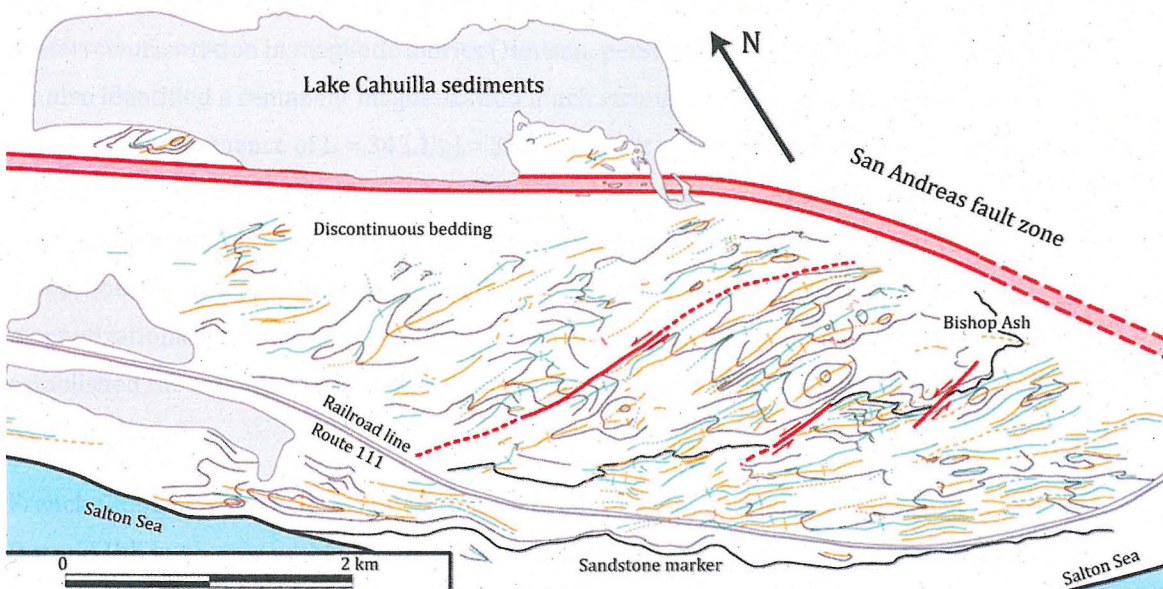 N
Lake Cahuilla sediments
San Andreas fault zone
Discontinuous bedding
Bishop Ash
Railroad line
Route 111
Salton Sea
0 2 km
Sandstone marker
Salton Sea